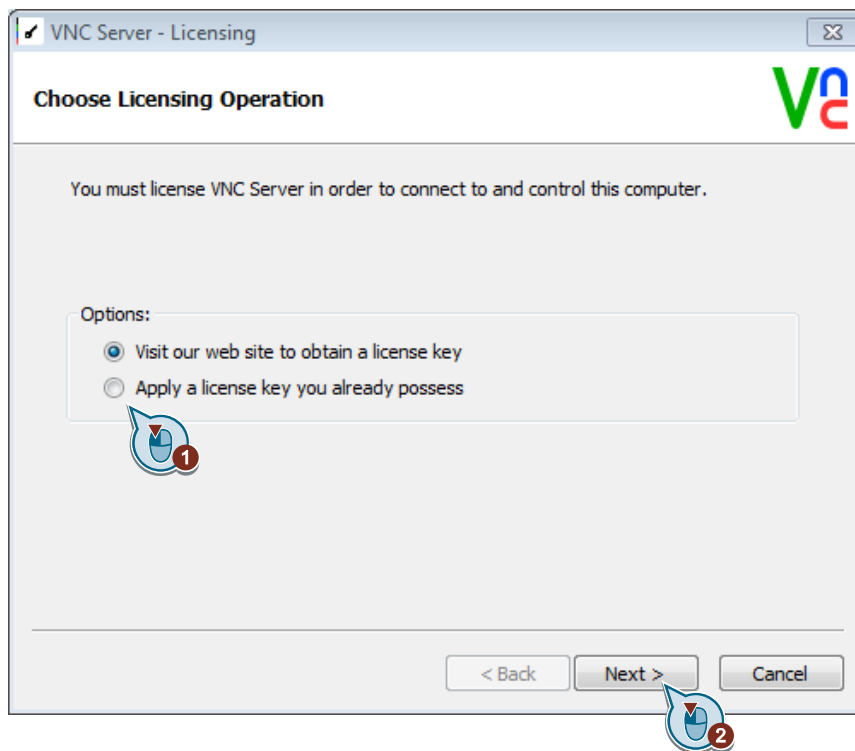 VNC Server - Licensing
Choose Licensing Operation
Vnc
You must license VNC Server in order to connect to and control this computer.
Options:
Visit our web site to obtain a license key
Apply a license key you already possess
1
< Back Next > Cancel
2